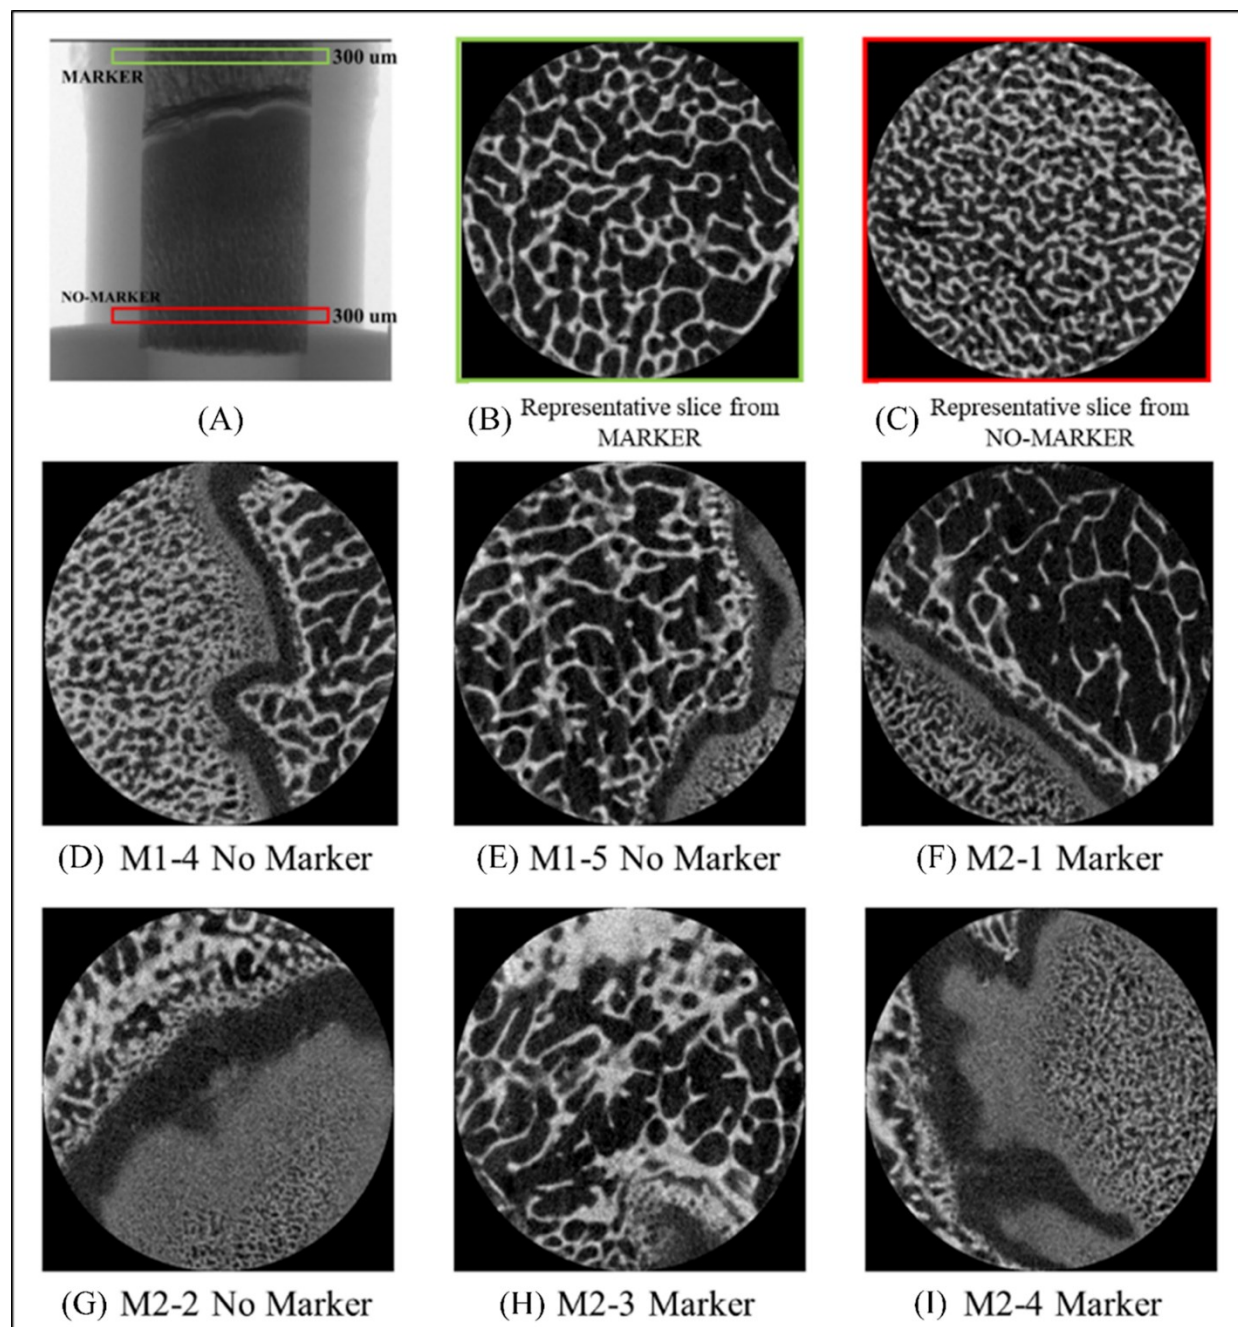 300 um
MARKER
NO-MARKER
300 um
(A)
(B) Representative slice from
MARKER
(C) Representative slice from
NO-MARKER
(D) M1-4 No Marker
(E) M1-5 No Marker
(F) M2-1 Marker
(G) M2-2 No Marker
(H) M2-3 Marker
(I) M2-4 Marker